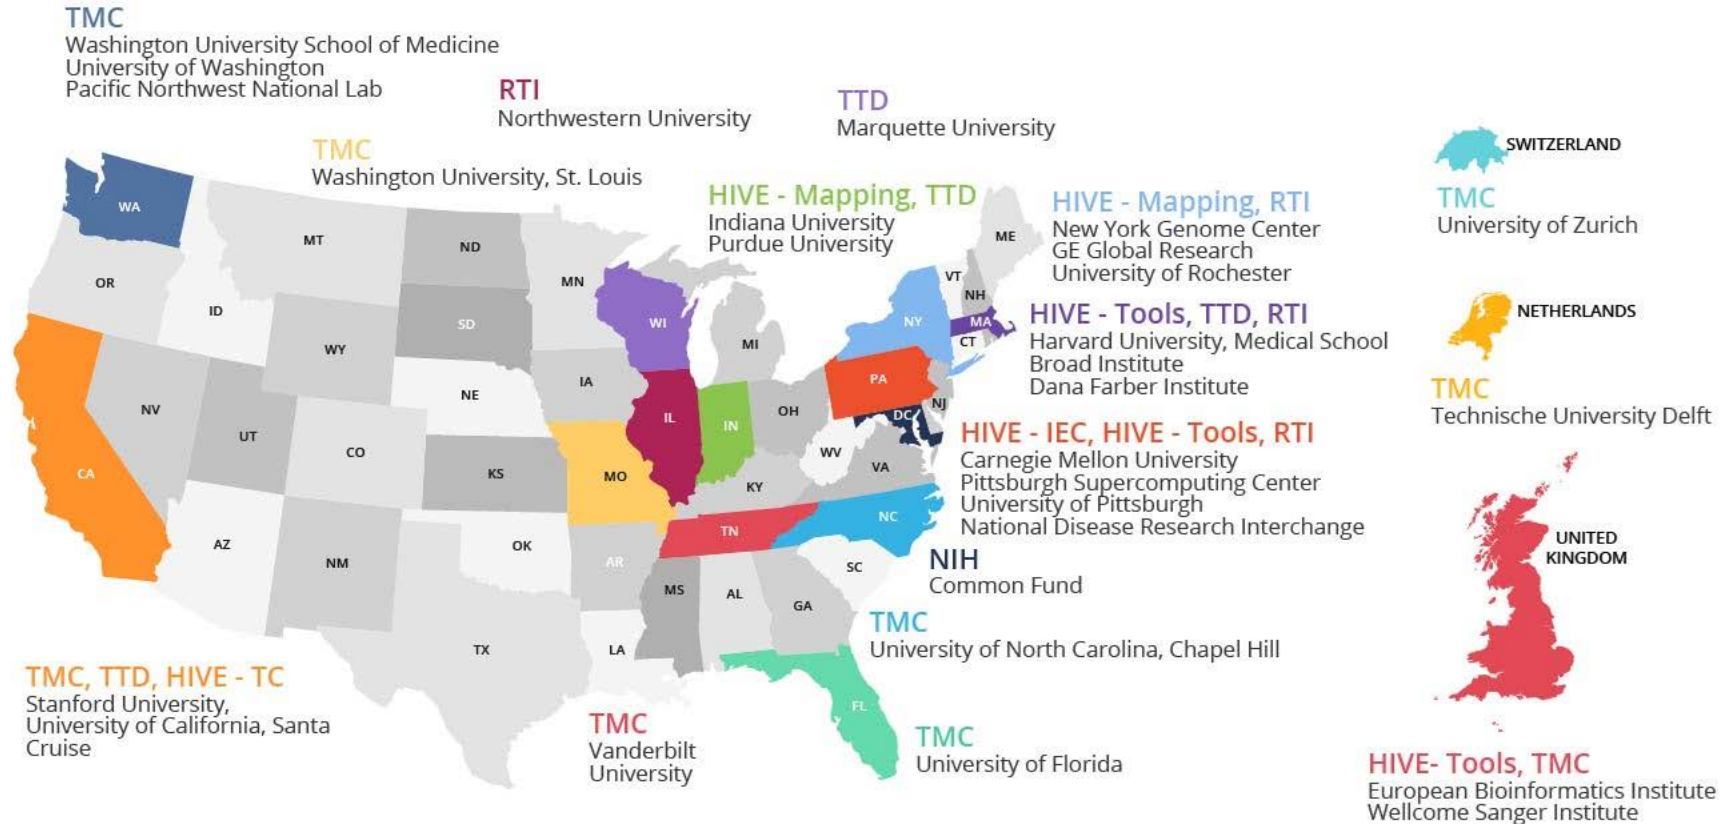 TMC
Washington University School of Medicine
University of Washington
Pacific Northwest National Lab
RTI
Northwestern University
TTD
Marquette University
TMC
Washington University, St. Louis
HIVE - Mapping, TTD
Indiana University
Purdue University
HIVE - Mapping, RTI
New York Genome Center
GE Global Research
University of Rochester
HIVE - Tools, TTD, RTI
Harvard University, Medical School
Broad Institute
Dana Farber Institute
HIVE - IEC, HIVE - Tools, RTI
Carnegie Mellon University
Pittsburgh Supercomputing Center
University of Pittsburgh
National Disease Research Interchange
NIH
Common Fund
TMC
University of North Carolina, Chapel Hill
TMC
University of Florida
TMC
Vanderbilt
University
TMC, TTD, HIVE - TC
Stanford University,
University of California, Santa
Cruise
WA
OR
CA
ID
NV
MT
WY
UT
AZ
CO
NM
ND
SD
NE
KS
OK
TX
MN
IA
MO
AR
LA
WI
IL
IN
MI
OH
KY
TN
MS
AL
GA
FL
SC
NC
VA
WV
DC
PA
NJ
NY
CT
MA
VT
NH
ME
SWITZERLAND
TMC
University of Zurich
NETHERLANDS
TMC
Technische University Delft
UNITED
KINGDOM
HIVE- Tools, TMC
European Bioinformatics Institute
Wellcome Sanger Institute